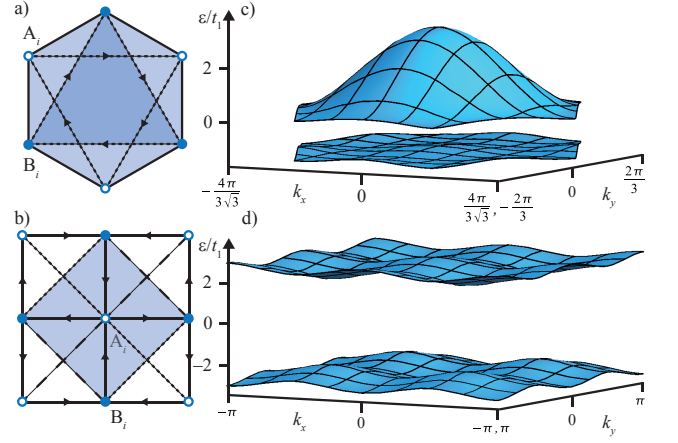 a)
A_i
B_i
c)
ε/t₁
2
0
−4π/(3√3)
k_x
0
4π/(3√3), −2π/3
0
k_y
2π/3
b)
A_i
B_i
d)
ε/t₁
2
0
−2
−π
k_x
0
−π, π
0
k_y
π